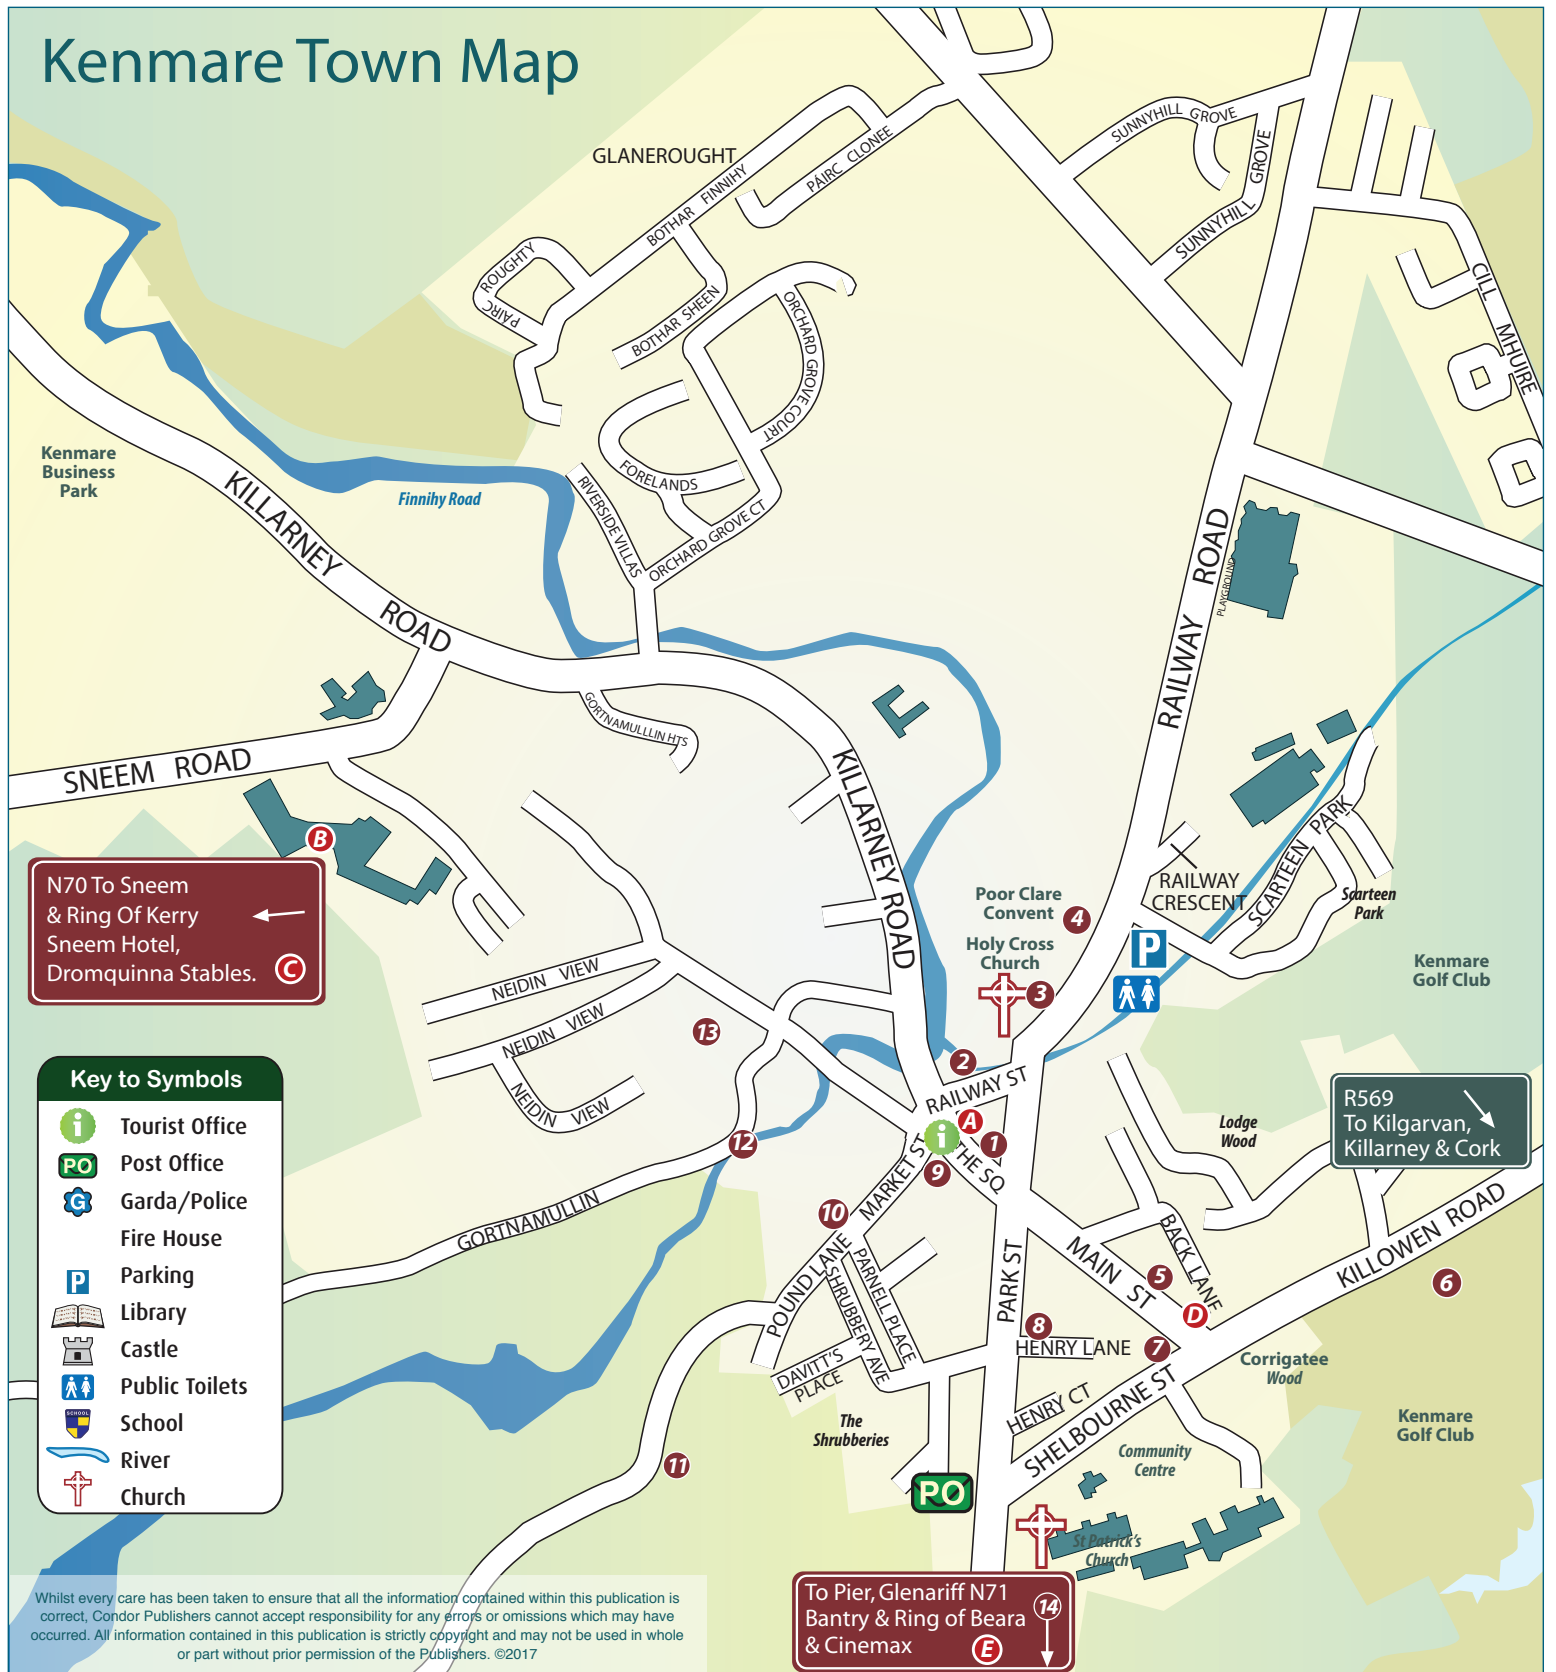 Kenmare Town Map
GLANEROUGHT
BOTHAR FINNIHY
PÁIRC CLONEE
SUNNYHILL GROVE
SUNNYHILL GROVE
PAIRC ROUGHTY
BOTHAR SHEEN
ORCHARD GROVE COURT
CILL MHUIRE
Kenmare
Business
Park
Finnihy Road
FORELANDS
RIVERSIDE VILLAS
ORCHARD GROVE CT
KILLARNEY ROAD
RAILWAY ROAD
PLAYGROUND
GORTNAMULLLIN HTS
SNEEM ROAD
KILLARNEY ROAD
B
N70 To Sneem
& Ring Of Kerry
Sneem Hotel,
Dromquinna Stables.
C
RAILWAY
CRESCENT
SCARTEEN PARK
Scarteen
Park
Poor Clare
Convent
4
Holy Cross
Church
3
P
Kenmare
Golf Club
NEIDIN VIEW
NEIDIN VIEW
NEIDIN VIEW
13
2
RAILWAY ST
A
i
1
THE SQ
9
MARKET ST
12
10
Lodge
Wood
R569
To Kilgarvan,
Killarney & Cork
GORTNAMULLIN
POUND LANE
PARNELL PLACE
SHRUBBERY AVE
DAVITT'S
PLACE
PARK ST
MAIN ST
BACK LANE
5
D
KILLOWEN ROAD
6
8
HENRY LANE
7
Corrigatee
Wood
HENRY CT
SHELBOURNE ST
The
Shrubberies
Kenmare
Golf Club
Community
Centre
11
PO
St Patrick's
Church
Key to Symbols
i Tourist Office
PO Post Office
G Garda/Police
Fire House
P Parking
Library
Castle
Public Toilets
SCHOOL School
River
Church
To Pier, Glenariff N71
Bantry & Ring of Beara
& Cinemax
14
E
Whilst every care has been taken to ensure that all the information contained within this publication is
correct, Condor Publishers cannot accept responsibility for any errors or omissions which may have
occurred. All information contained in this publication is strictly copyright and may not be used in whole
or part without prior permission of the Publishers. ©2017